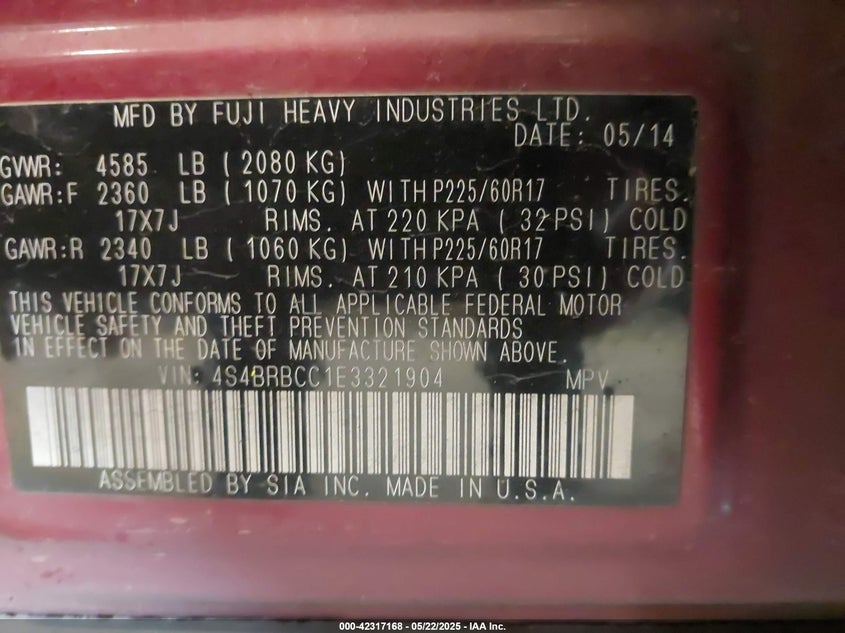 MFD BY FUJI HEAVY INDUSTRIES LTD.
DATE: 05/14
GVWR: 4585 LB ( 2080 KG)
GAWR:F 2360 LB ( 1070 KG) WITH P225/60R17 TIRES.
17X7J RIMS. AT 220 KPA ( 32 PSI) COLD
GAWR:R 2340 LB ( 1060 KG) WITH P225/60R17 TIRES.
17X7J RIMS. AT 210 KPA ( 30 PSI) COLD
THIS VEHICLE CONFORMS TO ALL APPLICABLE FEDERAL MOTOR
VEHICLE SAFETY AND THEFT PREVENTION STANDARDS
IN EFFECT ON THE DATE OF MANUFACTURE SHOWN ABOVE.
VIN: 4S4BRBCC1E3321904 MPV
ASSEMBLED BY SIA INC. MADE IN U.S.A.
000-42317168 - 05/22/2025 - IAA Inc.